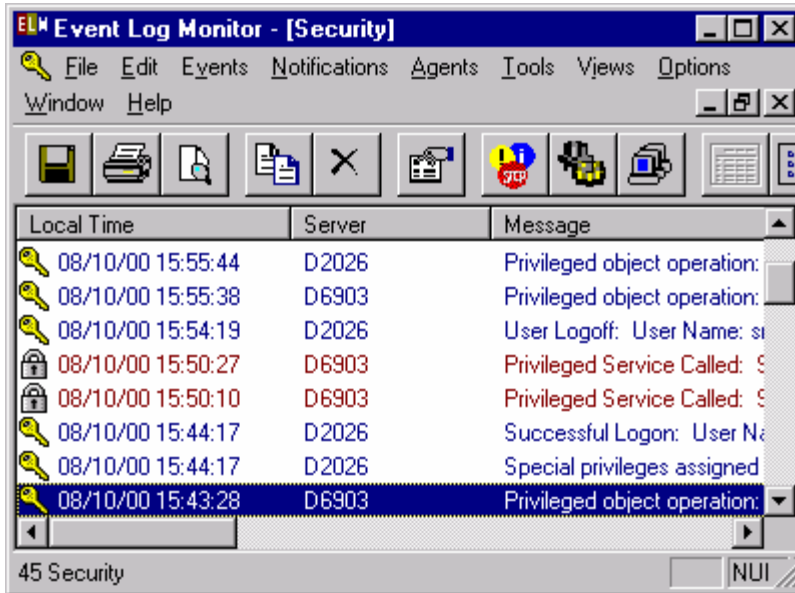 ELM Event Log Monitor - [Security]
File Edit Events Notifications Agents Tools Views Options
Window Help
STOP
Local Time Server Message
08/10/00 15:55:44 D2026 Privileged object operation:
08/10/00 15:55:38 D6903 Privileged object operation:
08/10/00 15:54:19 D2026 User Logoff: User Name:
08/10/00 15:50:27 D6903 Privileged Service Called:
08/10/00 15:50:10 D6903 Privileged Service Called:
08/10/00 15:44:17 D2026 Successful Logon: User
08/10/00 15:44:17 D2026 Special privileges assigned
08/10/00 15:43:28 D6903 Privileged object operation:
45 Security